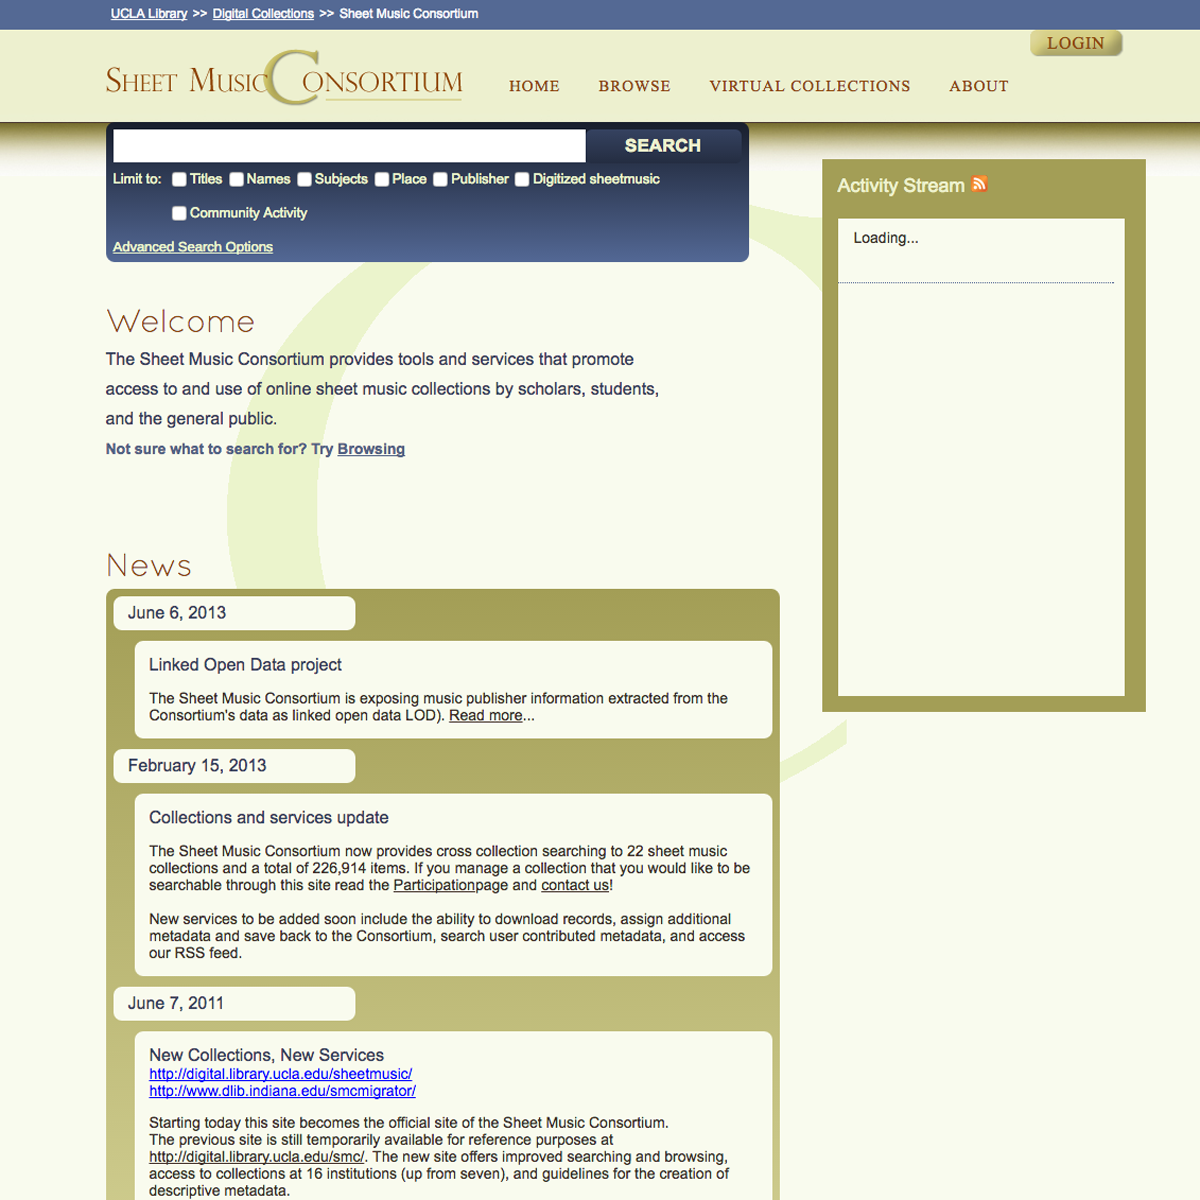 UCLA Library >> Digital Collections >> Sheet Music Consortium
LOGIN
Sheet Music Consortium
HOME BROWSE VIRTUAL COLLECTIONS ABOUT
SEARCH
Limit to: Titles Names Subjects Place Publisher Digitized sheetmusic
Community Activity
Advanced Search Options
Activity Stream
Loading...
Welcome
The Sheet Music Consortium provides tools and services that promote
access to and use of online sheet music collections by scholars, students,
and the general public.
Not sure what to search for? Try Browsing
News
June 6, 2013
Linked Open Data project
The Sheet Music Consortium is exposing music publisher information extracted from the
Consortium's data as linked open data LOD). Read more...
February 15, 2013
Collections and services update
The Sheet Music Consortium now provides cross collection searching to 22 sheet music
collections and a total of 226,914 items. If you manage a collection that you would like to be
searchable through this site read the Participationpage and contact us!
New services to be added soon include the ability to download records, assign additional
metadata and save back to the Consortium, search user contributed metadata, and access
our RSS feed.
June 7, 2011
New Collections, New Services
http://digital.library.ucla.edu/sheetmusic/
http://www.dlib.indiana.edu/smcmigrator/
Starting today this site becomes the official site of the Sheet Music Consortium.
The previous site is still temporarily available for reference purposes at
http://digital.library.ucla.edu/smc/. The new site offers improved searching and browsing,
access to collections at 16 institutions (up from seven), and guidelines for the creation of
descriptive metadata.